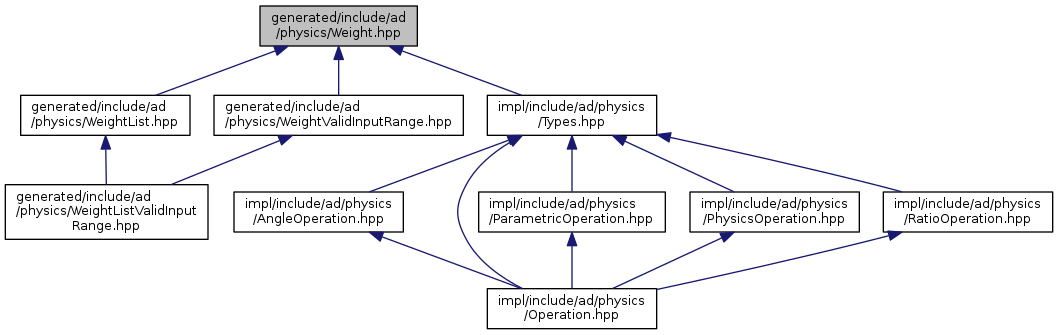 generated/include/ad
/physics/Weight.hpp
generated/include/ad
/physics/WeightList.hpp
generated/include/ad
/physics/WeightValidInputRange.hpp
impl/include/ad/physics
/Types.hpp
generated/include/ad
/physics/WeightListValidInput
Range.hpp
impl/include/ad/physics
/AngleOperation.hpp
impl/include/ad/physics
/ParametricOperation.hpp
impl/include/ad/physics
/PhysicsOperation.hpp
impl/include/ad/physics
/RatioOperation.hpp
impl/include/ad/physics
/Operation.hpp